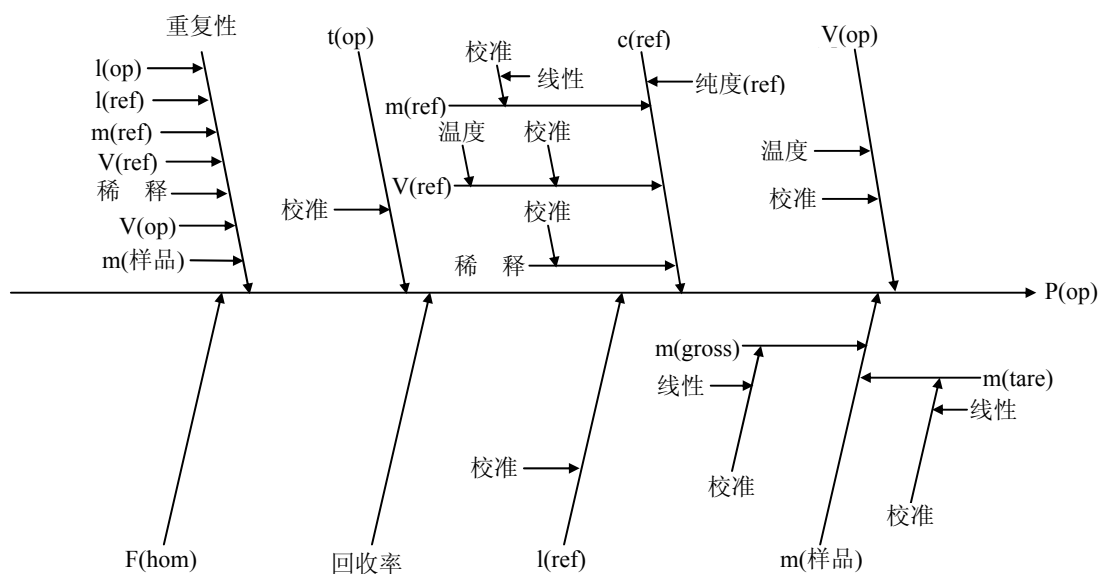 重复性
l(op)
l(ref)
m(ref)
V(ref)
稀 释
V(op)
m(样品)
t(op)
校准
c(ref)
纯度(ref)
校准
线性
m(ref)
温度
校准
V(ref)
校准
稀 释
V(op)
温度
校准
P(op)
F(hom)
回收率
校准
l(ref)
m(gross)
线性
校准
m(tare)
线性
校准
m(样品)